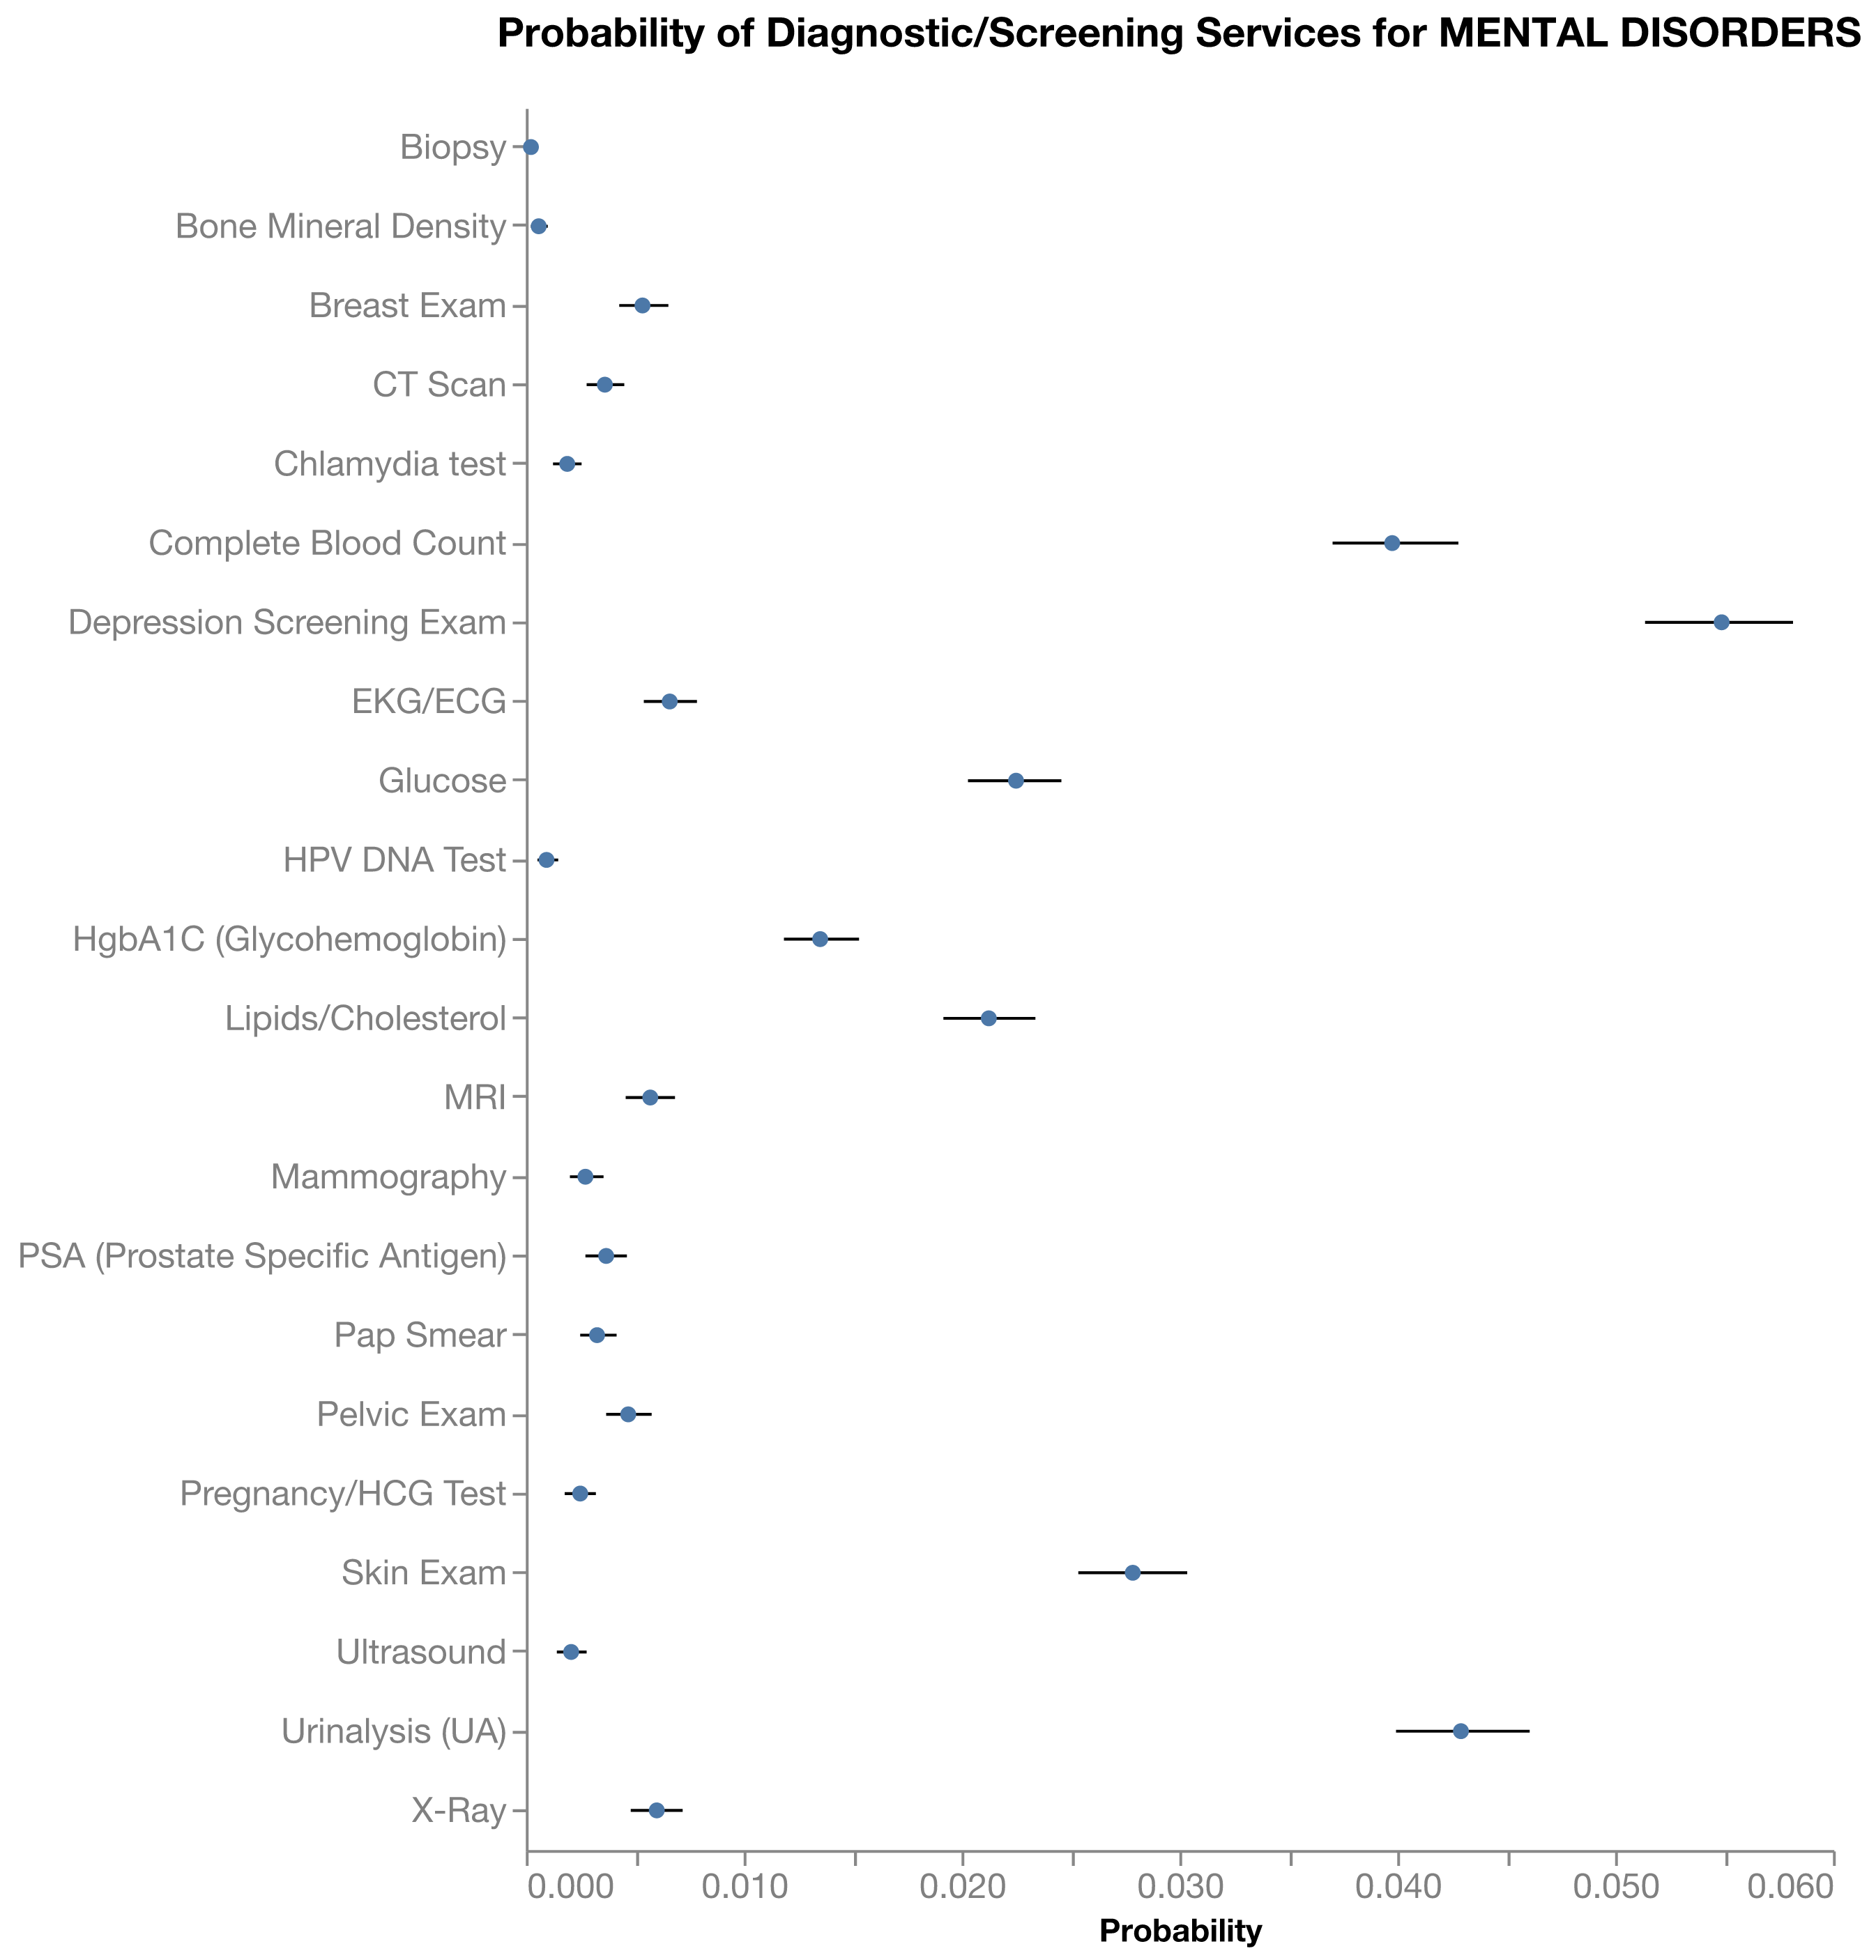 Probability of Diagnostic/Screening Services for MENTAL DISORDERS
Biopsy
Bone Mineral Density
Breast Exam
CT Scan
Chlamydia test
Complete Blood Count
Depression Screening Exam
EKG/ECG
Glucose
HPV DNA Test
HgbA1C (Glycohemoglobin)
Lipids/Cholesterol
MRI
Mammography
PSA (Prostate Specific Antigen)
Pap Smear
Pelvic Exam
Pregnancy/HCG Test
Skin Exam
Ultrasound
Urinalysis (UA)
X-Ray
0.000 0.010 0.020 0.030 0.040 0.050 0.060
Probability